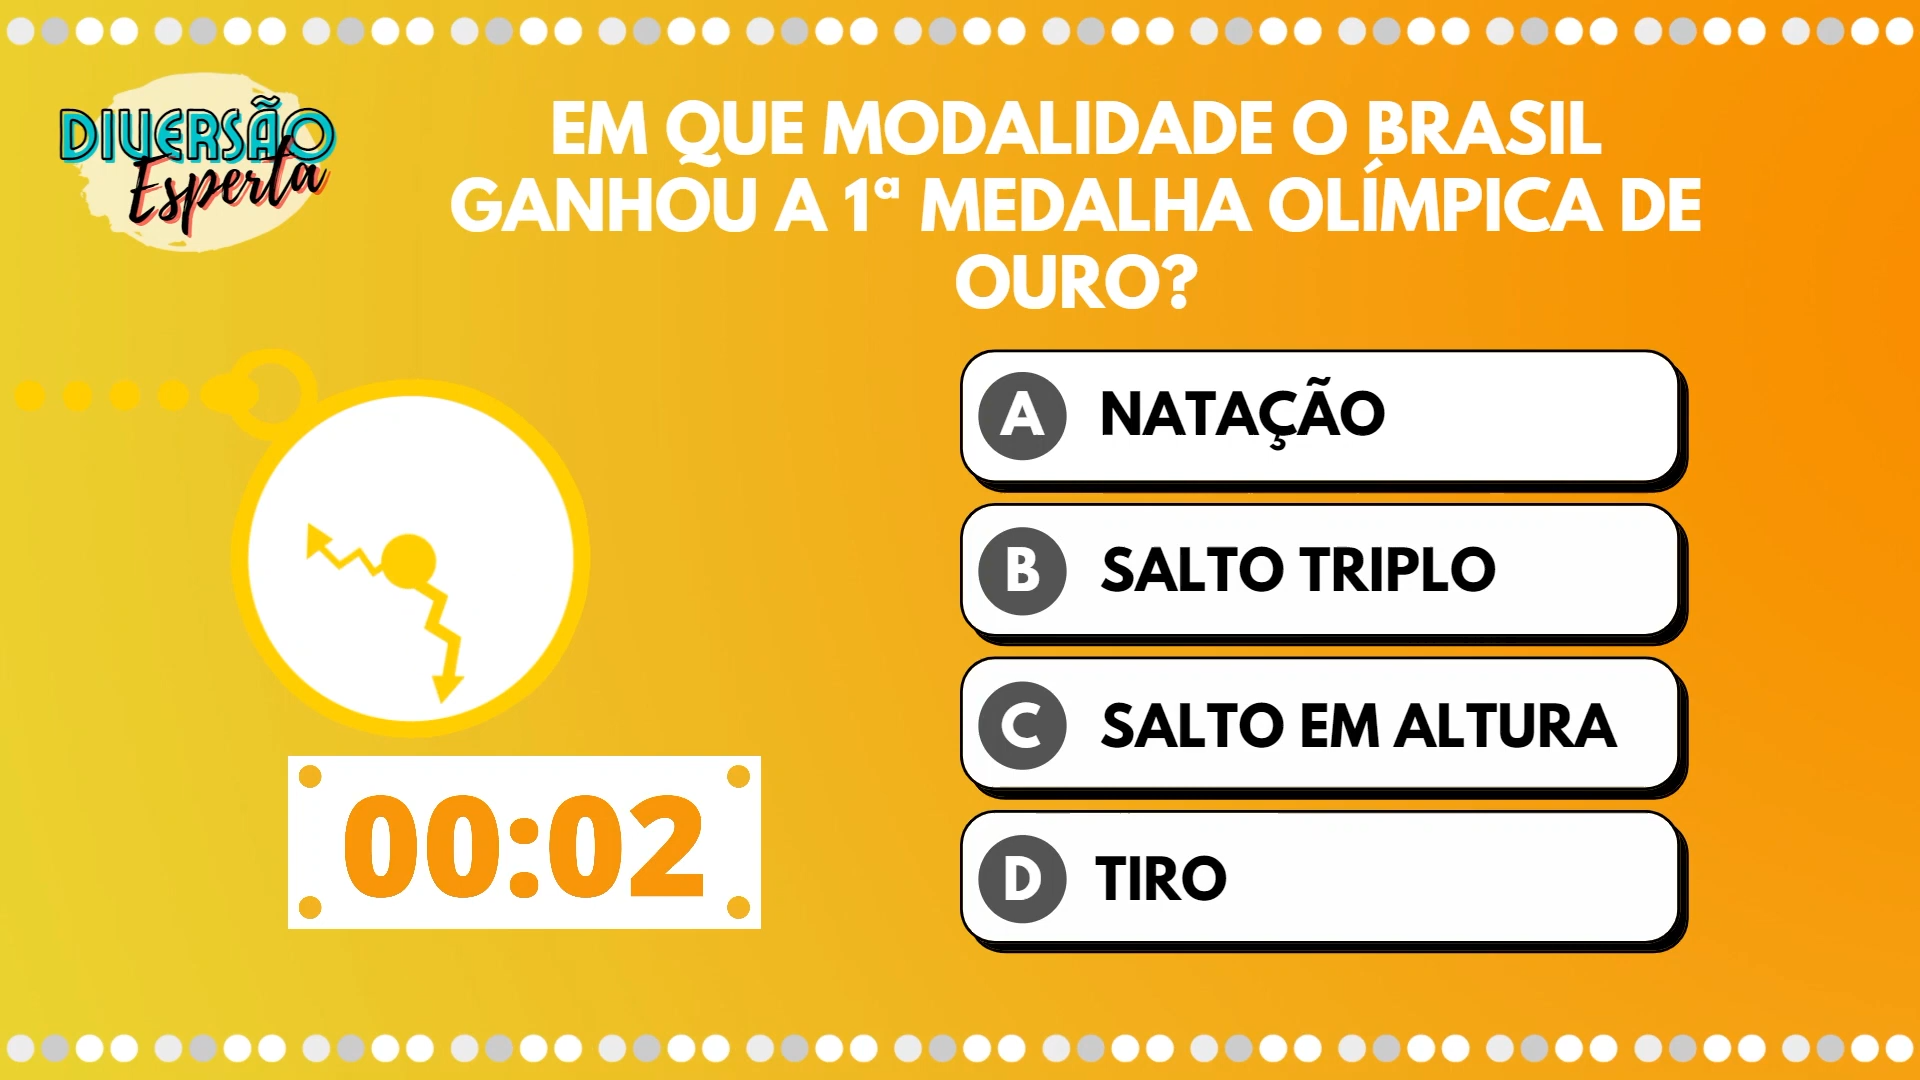 DIVERSÃO
Esperta
EM QUE MODALIDADE O BRASIL
GANHOU A 1ª MEDALHA OLÍMPICA DE
OURO?
A NATAÇÃO
B SALTO TRIPLO
C SALTO EM ALTURA
D TIRO
00:02